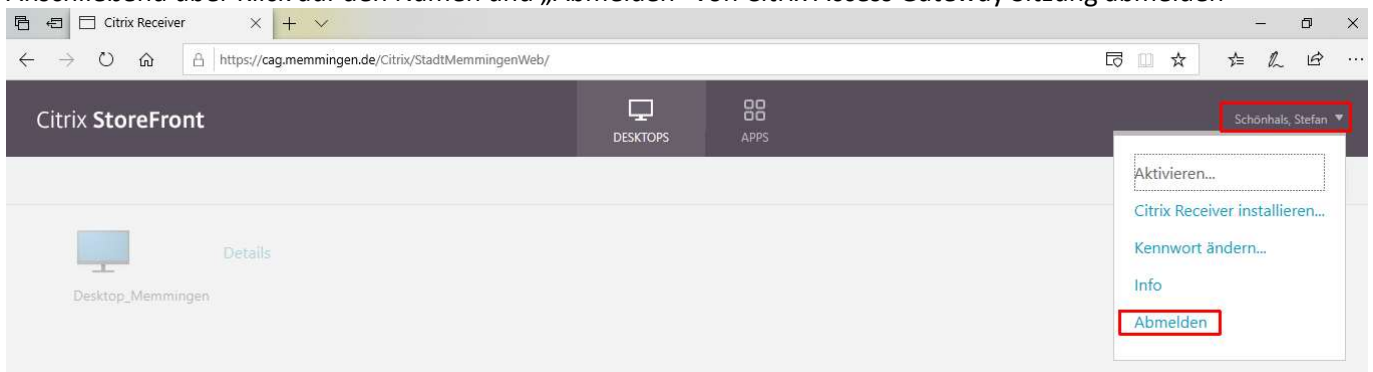 Anschließend über Klick auf den Namen und „Abmelden“ von Citrix Access Gateway Sitzung abmelden
Citrix Receiver
https://cag.memmingen.de/Citrix/StadtMemmingenWeb/
Citrix StoreFront
DESKTOPS
APPS
Schönhals, Stefan
Aktivieren...
Citrix Receiver installieren...
Kennwort ändern...
Info
Abmelden
Details
Desktop_Memmingen